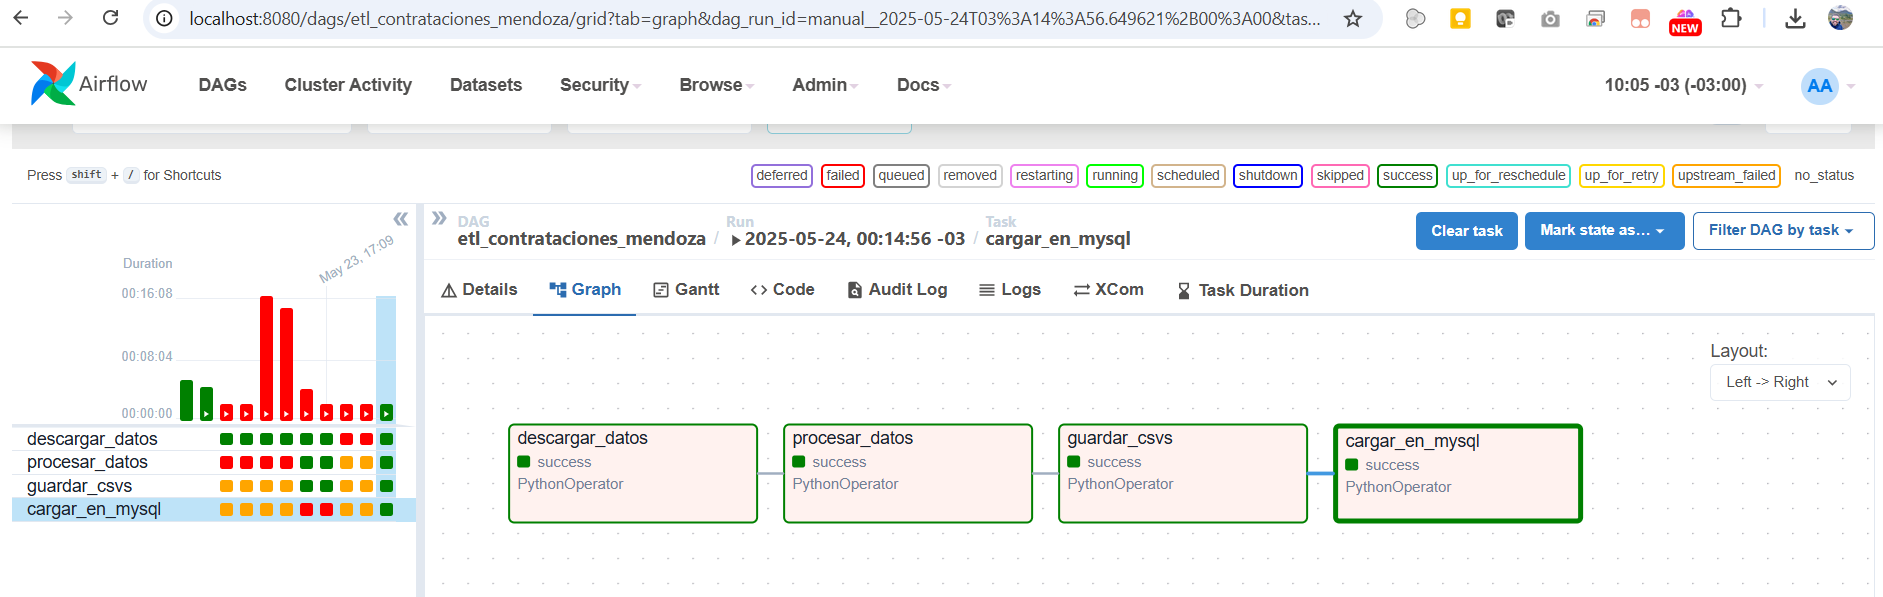 localhost:8080/dags/etl_contrataciones_mendoza/grid?tab=graph&dag_run_id=manual__2025-05-24T03%3A14%3A56.649621%2B00%3A00&tas...
NEW
Airflow DAGs Cluster Activity Datasets Security Browse Admin Docs 10:05 -03 (-03:00) AA
Press shift + / for Shortcuts deferred failed queued removed restarting running scheduled shutdown skipped success up_for_reschedule up_for_retry upstream_failed no_status
DAG Run Task
etl_contrataciones_mendoza / 2025-05-24, 00:14:56 -03 / cargar_en_mysql Clear task Mark state as... Filter DAG by task
May 23, 17:09
Duration
00:16:08
00:08:04
00:00:00
descargar_datos
procesar_datos
guardar_csvs
cargar_en_mysql
Details Graph Gantt Code Audit Log Logs XCom Task Duration
Layout:
Left -> Right
descargar_datos
success
PythonOperator
procesar_datos
success
PythonOperator
guardar_csvs
success
PythonOperator
cargar_en_mysql
success
PythonOperator